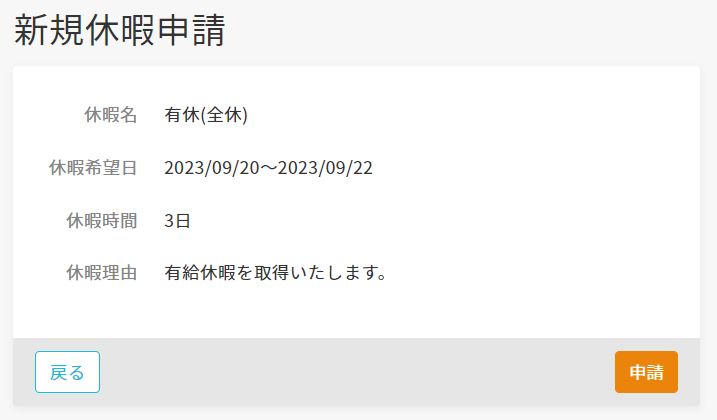 新規休暇申請
休暇名 有休(全休)
休暇希望日 2023/09/20～2023/09/22
休暇時間 3日
休暇理由 有給休暇を取得いたします。
戻る 申請